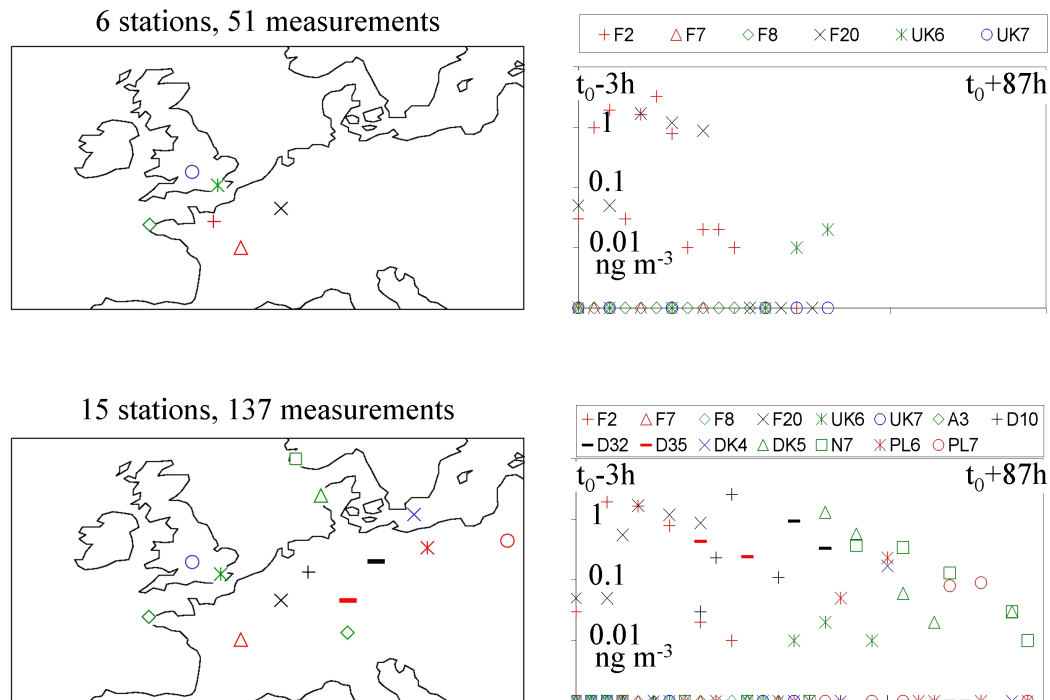 6 stations, 51 measurements
F2 F7 F8 F20 UK6 UK7
t₀-3h t₀+87h
1
0.1
0.01
ng m⁻³
15 stations, 137 measurements
F2 F7 F8 F20 UK6 UK7 A3 D10
D32 D35 DK4 DK5 N7 PL6 PL7
t₀-3h t₀+87h
1
0.1
0.01
ng m⁻³